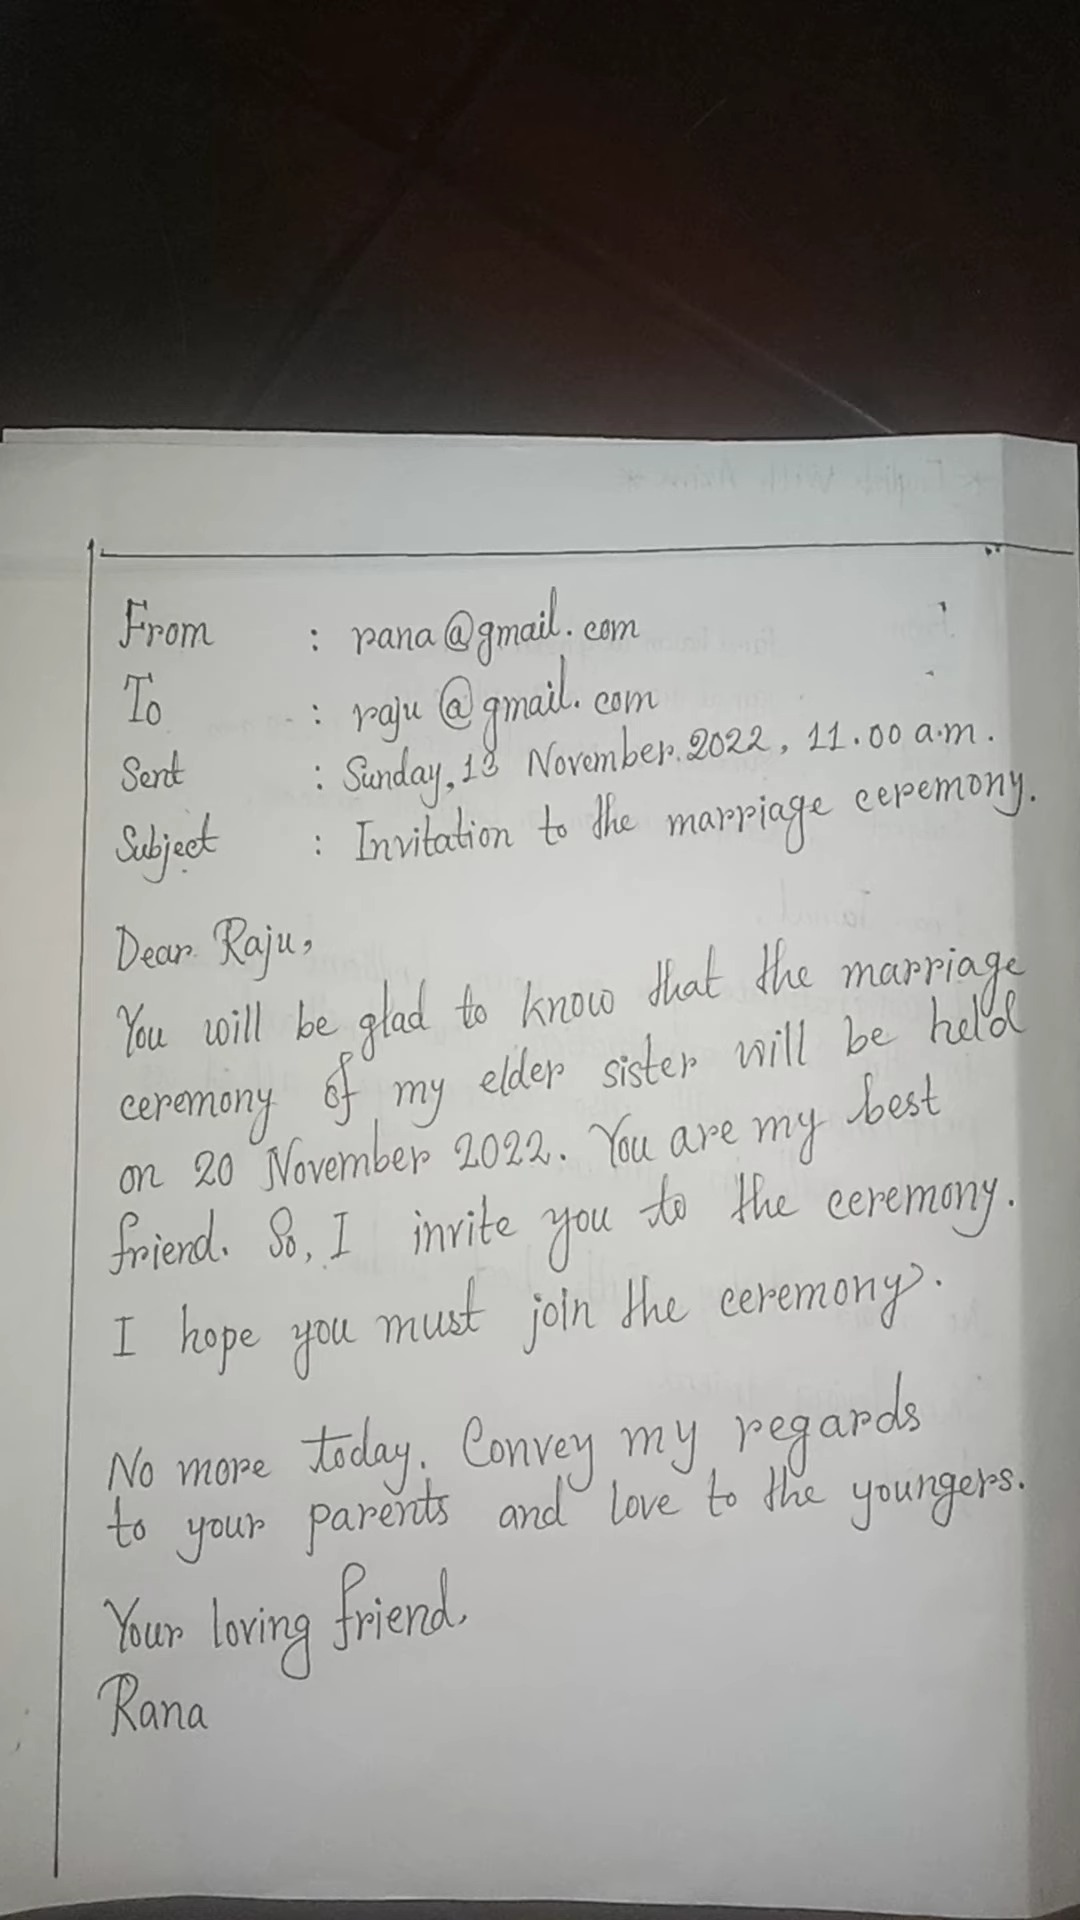 From : rana@gmail.com
To : raju@gmail.com
Sent : Sunday, 13 November. 2022, 11.00 a.m.
Subject : Invitation to the marriage ceremony.
Dear Raju,
You will be glad to know that the marriage
ceremony of my elder sister will be held
on 20 November 2022. You are my best
friend. So, I invite you to the ceremony.
I hope you must join the ceremony.
No more today. Convey my regards
to your parents and love to the youngers.
Your loving friend,
Rana